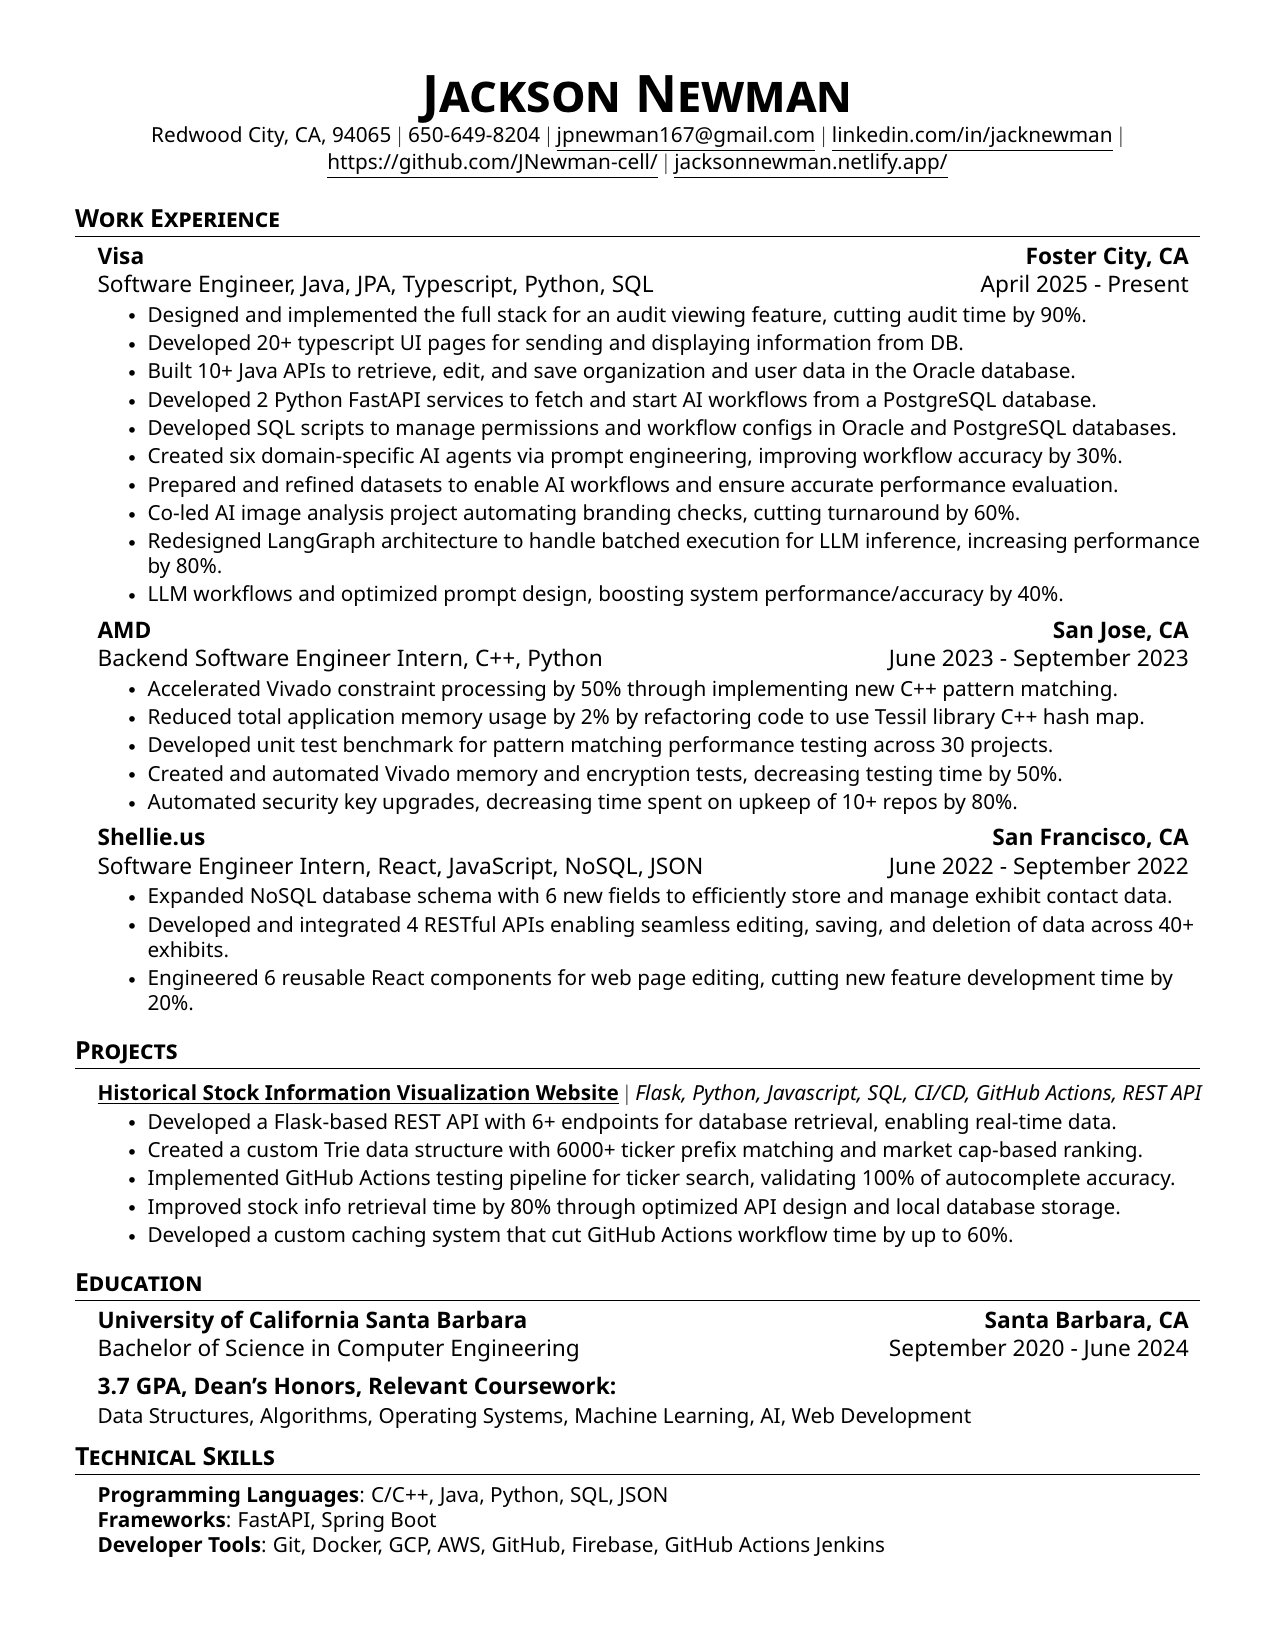 Jackson Newman
Redwood City, CA, 94065 | 650-649-8204 | jpnewman167@gmail.com | linkedin.com/in/jacknewman |
https://github.com/JNewman-cell/ | jacksonnewman.netlify.app/
Work Experience
Visa Foster City, CA
Software Engineer, Java, JPA, Typescript, Python, SQL April 2025 - Present
• Designed and implemented the full stack for an audit viewing feature, cutting audit time by 90%.
• Developed 20+ typescript UI pages for sending and displaying information from DB.
• Built 10+ Java APIs to retrieve, edit, and save organization and user data in the Oracle database.
• Developed 2 Python FastAPI services to fetch and start AI workflows from a PostgreSQL database.
• Developed SQL scripts to manage permissions and workflow configs in Oracle and PostgreSQL databases.
• Created six domain-specific AI agents via prompt engineering, improving workflow accuracy by 30%.
• Prepared and refined datasets to enable AI workflows and ensure accurate performance evaluation.
• Co-led AI image analysis project automating branding checks, cutting turnaround by 60%.
• Redesigned LangGraph architecture to handle batched execution for LLM inference, increasing performance
by 80%.
• LLM workflows and optimized prompt design, boosting system performance/accuracy by 40%.
AMD San Jose, CA
Backend Software Engineer Intern, C++, Python June 2023 - September 2023
• Accelerated Vivado constraint processing by 50% through implementing new C++ pattern matching.
• Reduced total application memory usage by 2% by refactoring code to use Tessil library C++ hash map.
• Developed unit test benchmark for pattern matching performance testing across 30 projects.
• Created and automated Vivado memory and encryption tests, decreasing testing time by 50%.
• Automated security key upgrades, decreasing time spent on upkeep of 10+ repos by 80%.
Shellie.us San Francisco, CA
Software Engineer Intern, React, JavaScript, NoSQL, JSON June 2022 - September 2022
• Expanded NoSQL database schema with 6 new fields to efficiently store and manage exhibit contact data.
• Developed and integrated 4 RESTful APIs enabling seamless editing, saving, and deletion of data across 40+
exhibits.
• Engineered 6 reusable React components for web page editing, cutting new feature development time by
20%.
Projects
Historical Stock Information Visualization Website | Flask, Python, Javascript, SQL, CI/CD, GitHub Actions, REST API
• Developed a Flask-based REST API with 6+ endpoints for database retrieval, enabling real-time data.
• Created a custom Trie data structure with 6000+ ticker prefix matching and market cap-based ranking.
• Implemented GitHub Actions testing pipeline for ticker search, validating 100% of autocomplete accuracy.
• Improved stock info retrieval time by 80% through optimized API design and local database storage.
• Developed a custom caching system that cut GitHub Actions workflow time by up to 60%.
Education
University of California Santa Barbara Santa Barbara, CA
Bachelor of Science in Computer Engineering September 2020 - June 2024
3.7 GPA, Dean’s Honors, Relevant Coursework:
Data Structures, Algorithms, Operating Systems, Machine Learning, AI, Web Development
Technical Skills
Programming Languages: C/C++, Java, Python, SQL, JSON
Frameworks: FastAPI, Spring Boot
Developer Tools: Git, Docker, GCP, AWS, GitHub, Firebase, GitHub Actions Jenkins